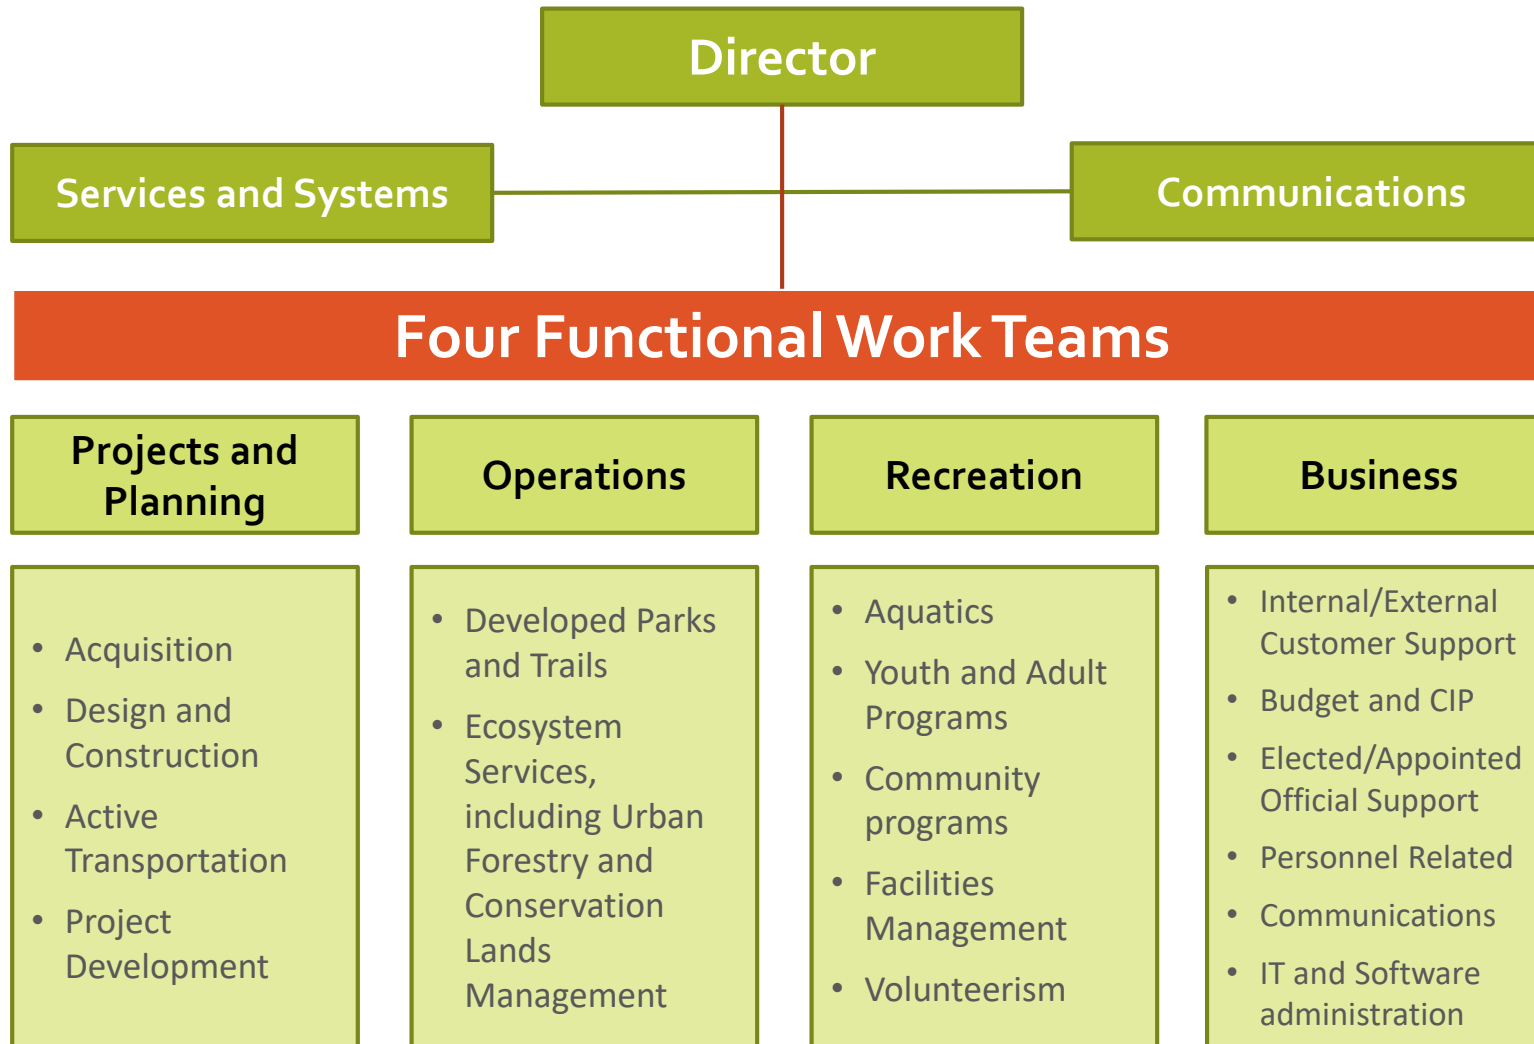 Director
Services and Systems
Communications
Four Functional Work Teams
Projects and
Planning
Operations
Recreation
Business
• Acquisition
• Design and
Construction
• Active
Transportation
• Project
Development
• Developed Parks
and Trails
• Ecosystem
Services,
including Urban
Forestry and
Conservation
Lands
Management
• Aquatics
• Youth and Adult
Programs
• Community
programs
• Facilities
Management
• Volunteerism
• Internal/External
Customer Support
• Budget and CIP
• Elected/Appointed
Official Support
• Personnel Related
• Communications
• IT and Software
administration